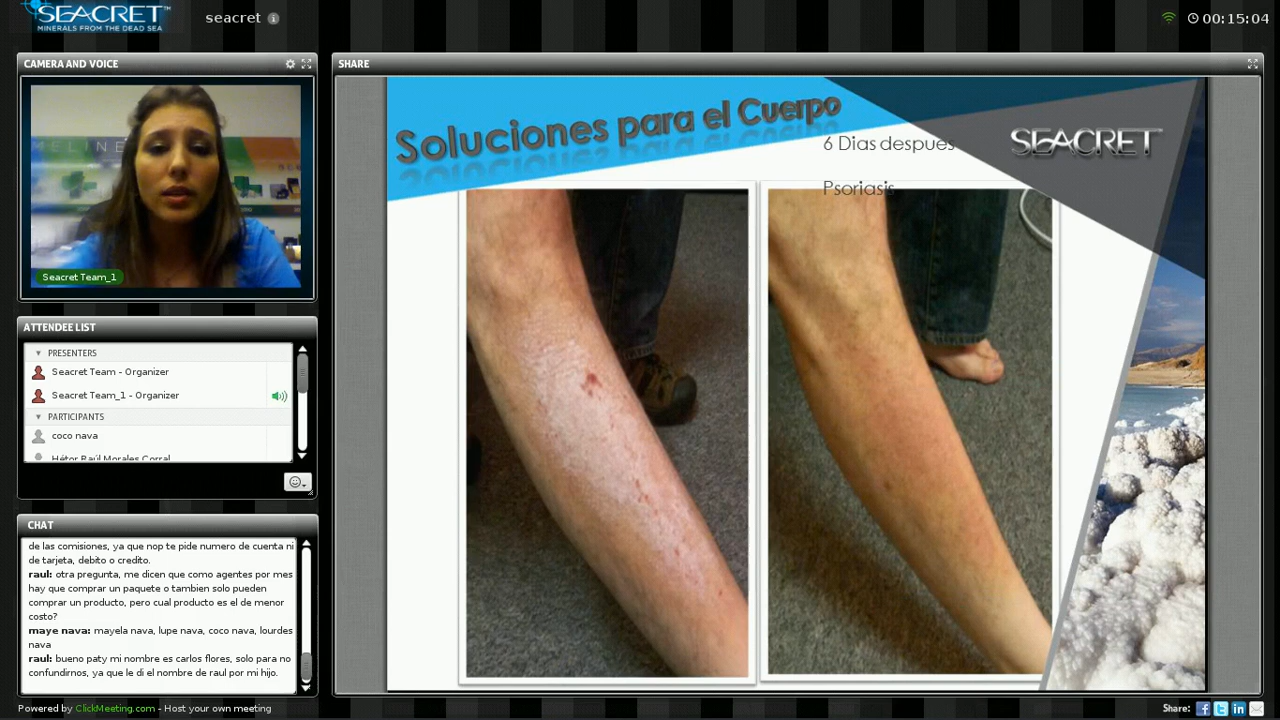 SEACRET™
MINERALS FROM THE DEAD SEA
seacret
00:15:04
CAMERA AND VOICE
Seacret Team_1
ATTENDEE LIST
PRESENTERS
Seacret Team - Organizer
Seacret Team_1 - Organizer
PARTICIPANTS
coco nava
Hétor Raúl Morales Corral
CHAT
de las comisiones, ya que nop te pide numero de cuenta ni
de tarjeta, debito o credito.
raul: otra pregunta, me dicen que como agentes por mes
hay que comprar un paquete o tambien solo pueden
comprar un producto, pero cual producto es el de menor
costo?
maye nava: mayela nava, lupe nava, coco nava, lourdes
nava
raul: bueno paty mi nombre es carlos flores, solo para no
confundirnos, ya que le di el nombre de raul por mi hijo.
SHARE
Soluciones para el Cuerpo
6 Dias despues
Psoriasis
SEACRET™
Powered by ClickMeeting.com - Host your own meeting
Share: